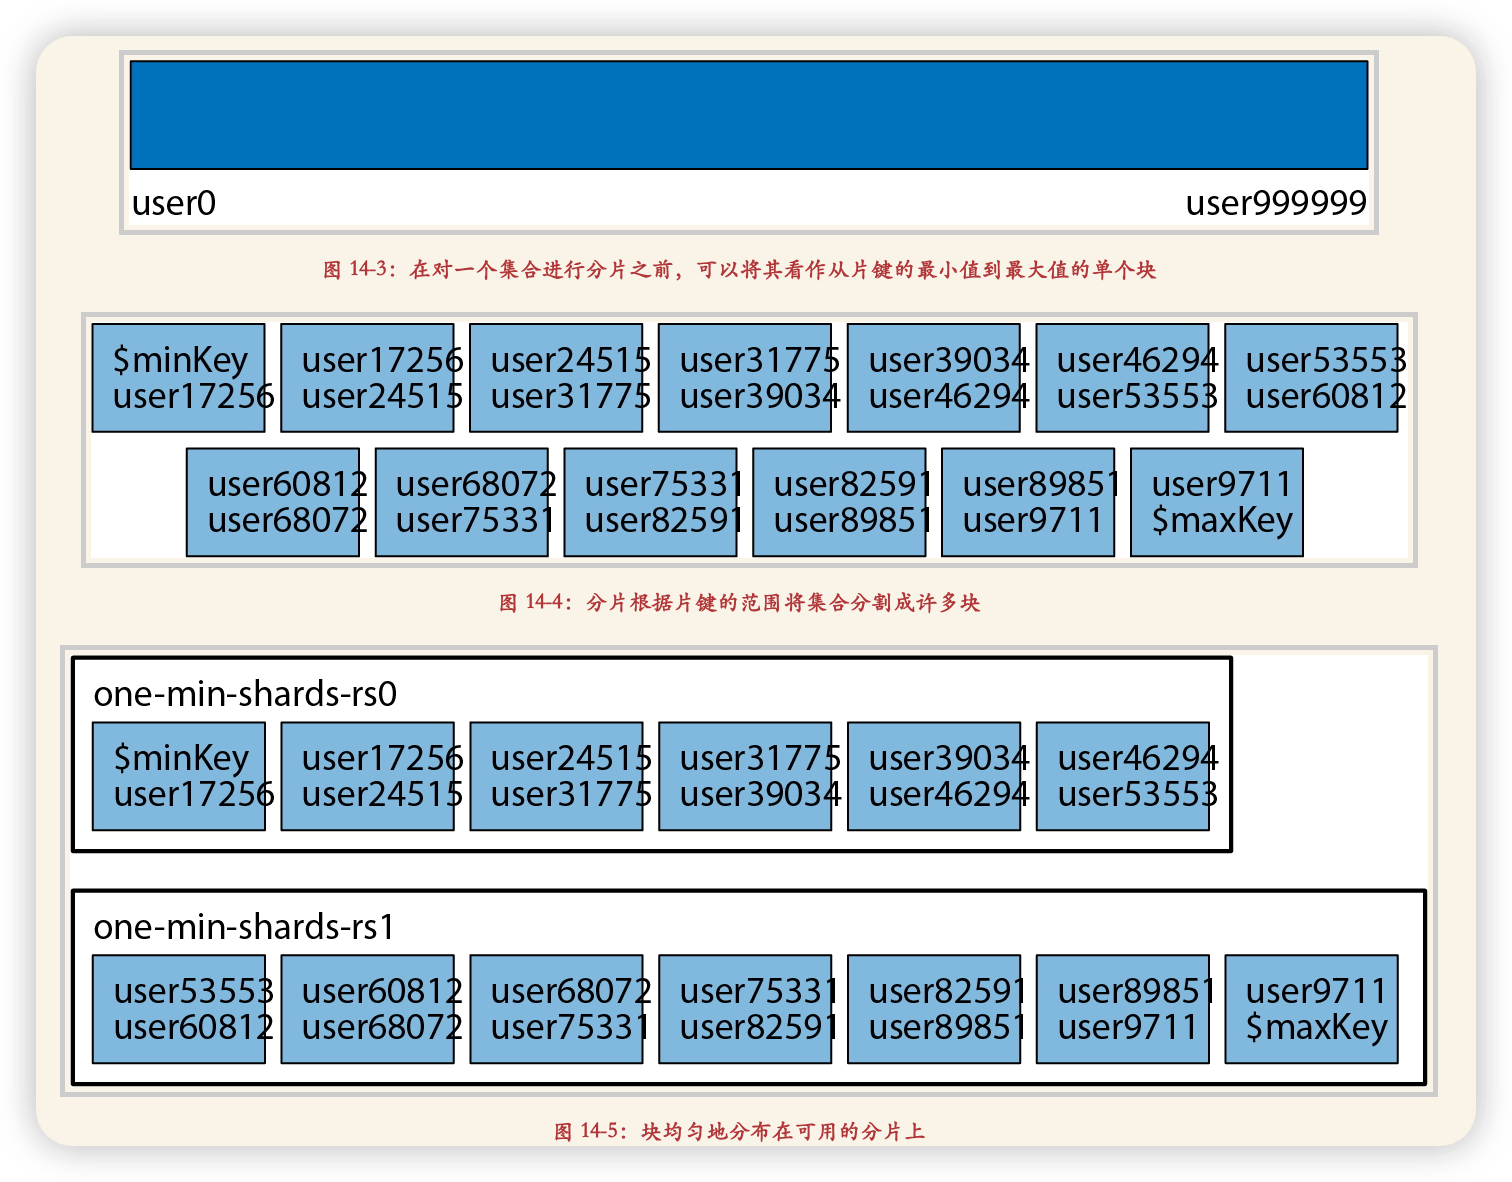 user0 user999999
图 14-3：在对一个集合进行分片之前，可以将其看作从片键的最小值到最大值的单个块
$minKey user17256 user24515 user31775 user39034 user46294 user53553
user17256 user24515 user31775 user39034 user46294 user53553 user60812
user60812 user68072 user75331 user82591 user89851 user9711
user68072 user75331 user82591 user89851 user9711 $maxKey
图 14-4：分片根据片键的范围将集合分割成许多块
one-min-shards-rs0
$minKey user17256 user24515 user31775 user39034 user46294
user17256 user24515 user31775 user39034 user46294 user53553
one-min-shards-rs1
user53553 user60812 user68072 user75331 user82591 user89851 user9711
user60812 user68072 user75331 user82591 user89851 user9711 $maxKey
图 14-5：块均匀地分布在可用的分片上